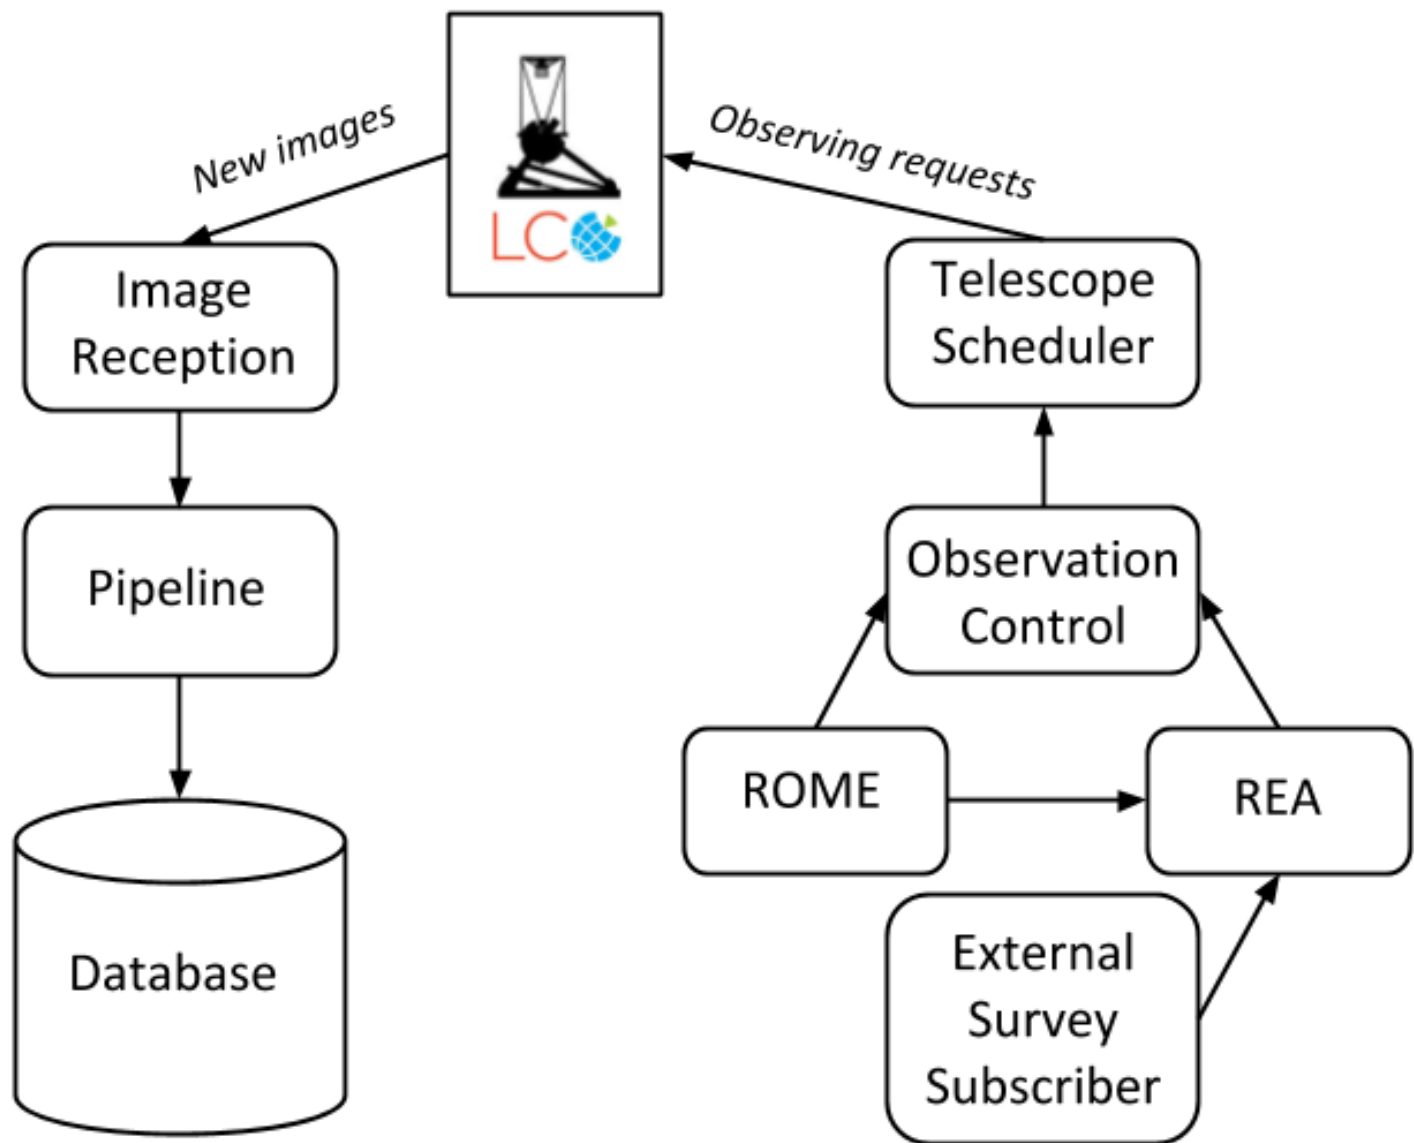 New images
Observing requests
LCO
Image
Reception
Telescope
Scheduler
Pipeline
Observation
Control
ROME
REA
Database
External
Survey
Subscriber